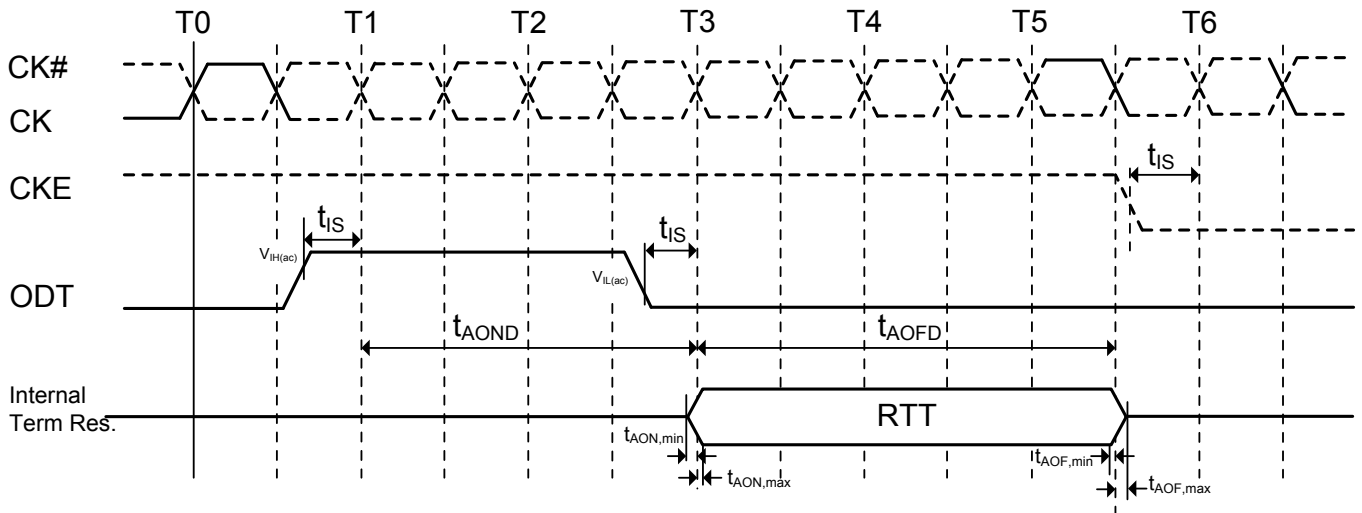 T0 T1 T2 T3 T4 T5 T6
CK#
CK
CKE
tIS
tIS
tIS
VIH(ac)
VIL(ac)
ODT
tAOND
tAOFD
Internal
Term Res.
RTT
tAON,min
tAOF,min
tAON,max
tAOF,max